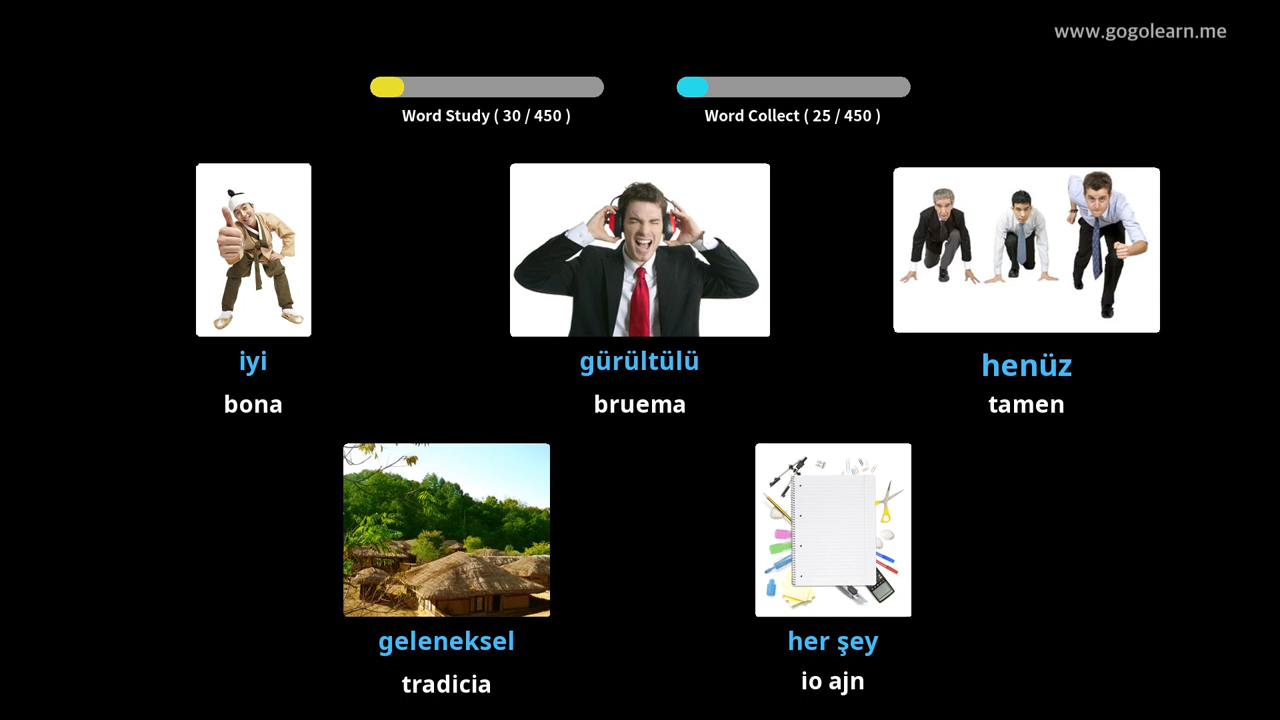 www.gogolearn.me
Word Study ( 30 / 450 )
Word Collect ( 25 / 450 )
iyi
gürültülü
henüz
bona
bruema
tamen
geleneksel
her şey
tradicia
io ajn